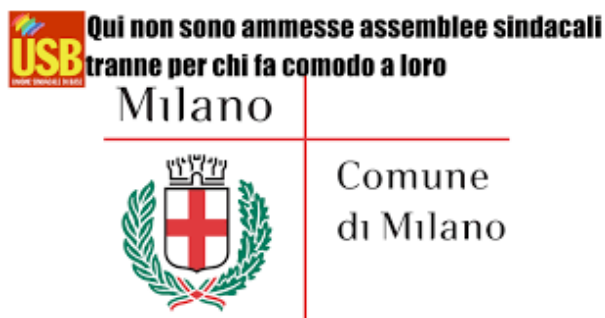 Qui non sono ammesse assemblee sindacali
USB
tranne per chi fa comodo a loro
UNIONE SINDACALE DI BASE
Milano
Comune
di Milano